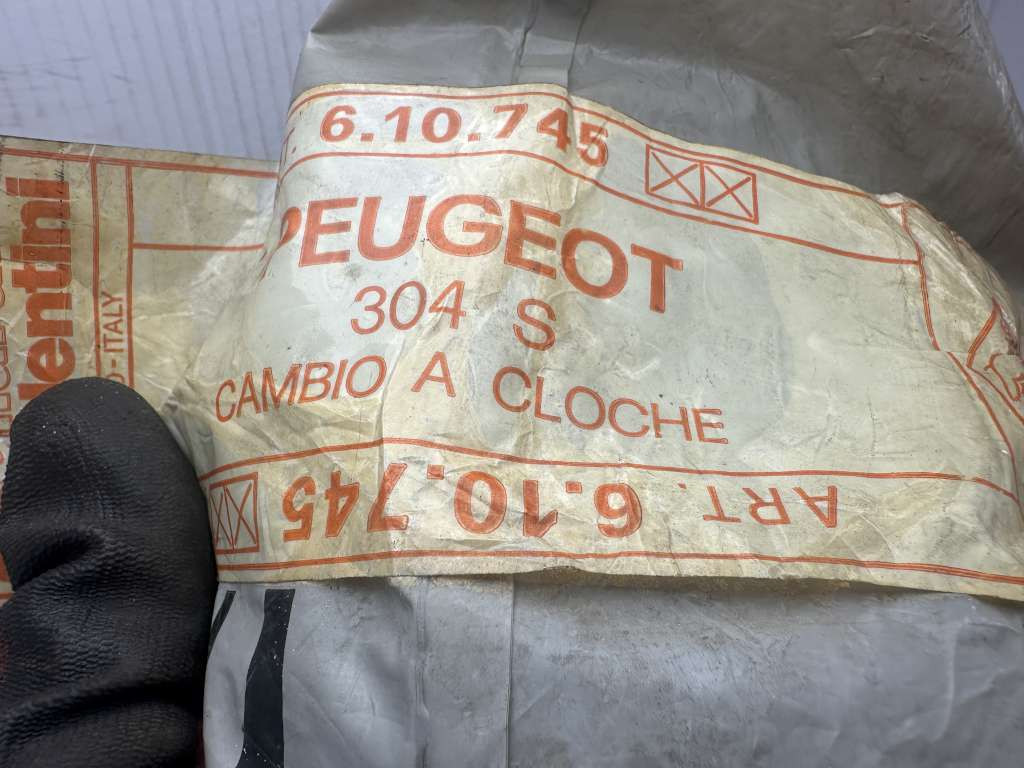 6.10.745
PEUGEOT
304 S
CAMBIO A CLOCHE
ART. 6.10.745
lentini
- ITALY